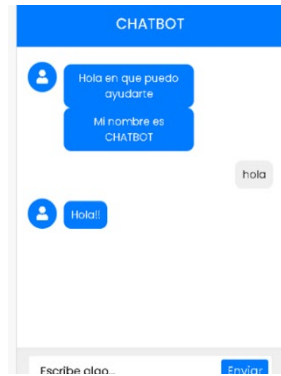 CHATBOT
Hola en que puedo
ayudarte
Mi nombre es
CHATBOT
hola
Hola!!
Escribe algo...
Enviar